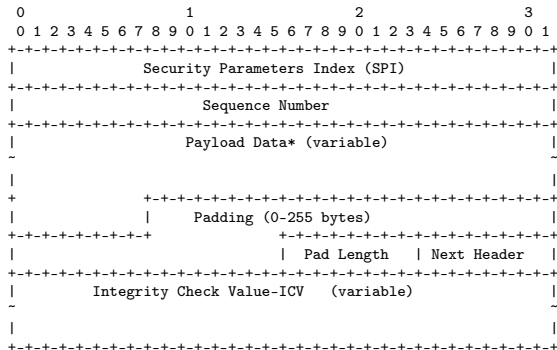 0                   1                   2                   3
 0 1 2 3 4 5 6 7 8 9 0 1 2 3 4 5 6 7 8 9 0 1 2 3 4 5 6 7 8 9 0 1
+-+-+-+-+-+-+-+-+-+-+-+-+-+-+-+-+-+-+-+-+-+-+-+-+-+-+-+-+-+-+-+-+
|               Security Parameters Index (SPI)                 |
+-+-+-+-+-+-+-+-+-+-+-+-+-+-+-+-+-+-+-+-+-+-+-+-+-+-+-+-+-+-+-+-+
|                      Sequence Number                          |
+-+-+-+-+-+-+-+-+-+-+-+-+-+-+-+-+-+-+-+-+-+-+-+-+-+-+-+-+-+-+-+-+
|                    Payload Data* (variable)                   |
~                                                               ~
|                                                               |
+               +-+-+-+-+-+-+-+-+-+-+-+-+-+-+-+-+-+-+-+-+-+-+-+-+
|               |     Padding (0-255 bytes)                     |
+-+-+-+-+-+-+-+-+               +-+-+-+-+-+-+-+-+-+-+-+-+-+-+-+-+
|                               |  Pad Length   | Next Header   |
+-+-+-+-+-+-+-+-+-+-+-+-+-+-+-+-+-+-+-+-+-+-+-+-+-+-+-+-+-+-+-+-+
|         Integrity Check Value-ICV   (variable)                |
~                                                               ~
|                                                               |
+-+-+-+-+-+-+-+-+-+-+-+-+-+-+-+-+-+-+-+-+-+-+-+-+-+-+-+-+-+-+-+-+